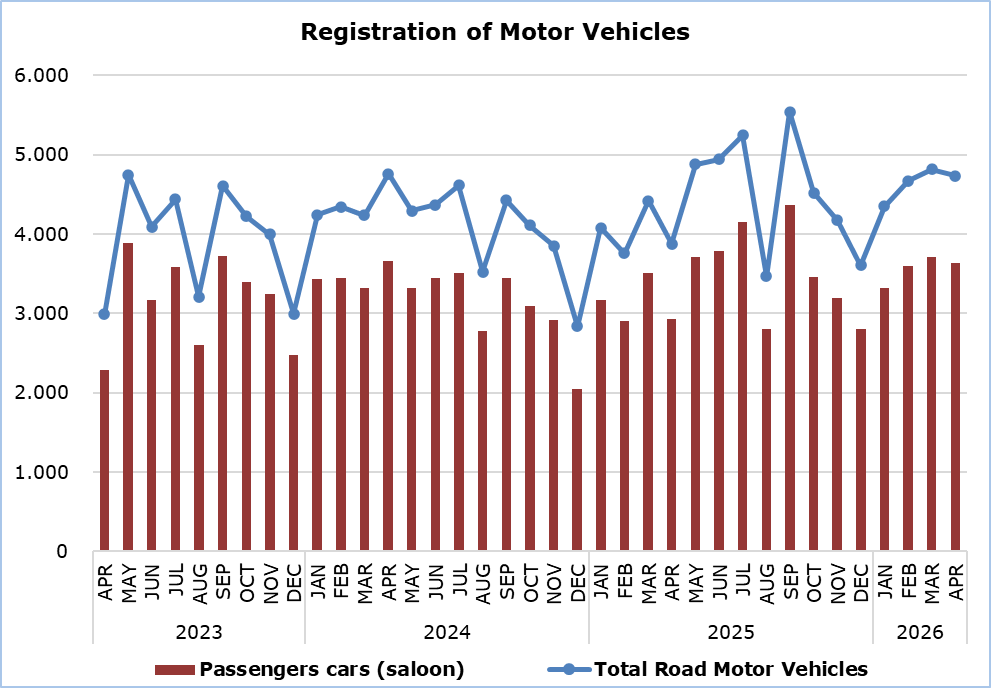 Registration of Motor Vehicles
6.000
5.000
4.000
3.000
2.000
1.000
0
APR MAY JUN JUL AUG SEP OCT NOV DEC JAN FEB MAR APR MAY JUN JUL AUG SEP OCT NOV DEC JAN FEB MAR APR MAY JUN JUL AUG SEP OCT NOV DEC JAN FEB MAR APR
2023 2024 2025 2026
Passengers cars (saloon) Total Road Motor Vehicles